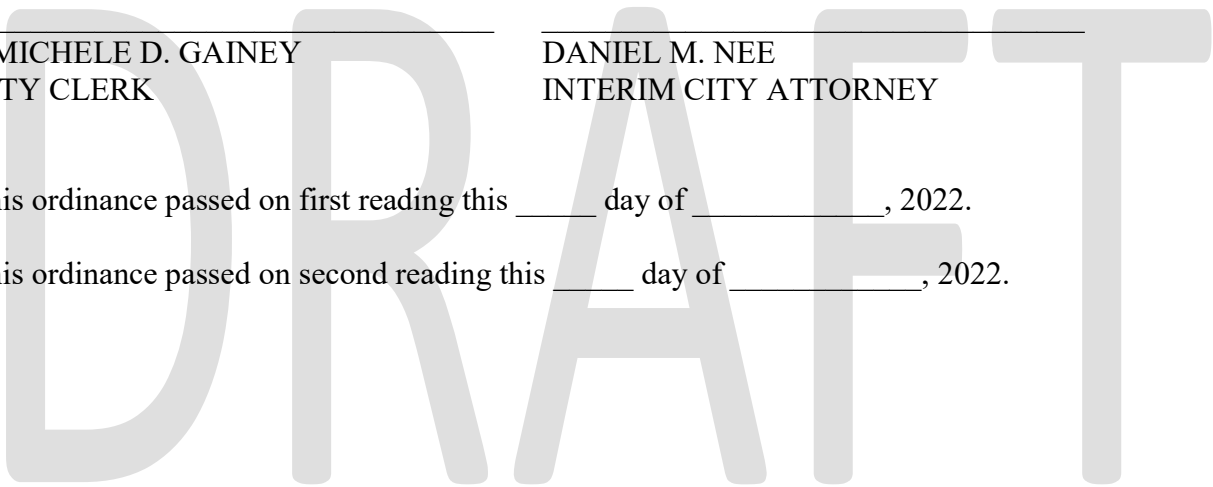 MICHELE D. GAINEY DANIEL M. NEE
TY CLERK INTERIM CITY ATTORNEY
is ordinance passed on first reading this _____ day of ____________, 2022.
is ordinance passed on second reading this _____ day of ____________, 2022.
DRAFT